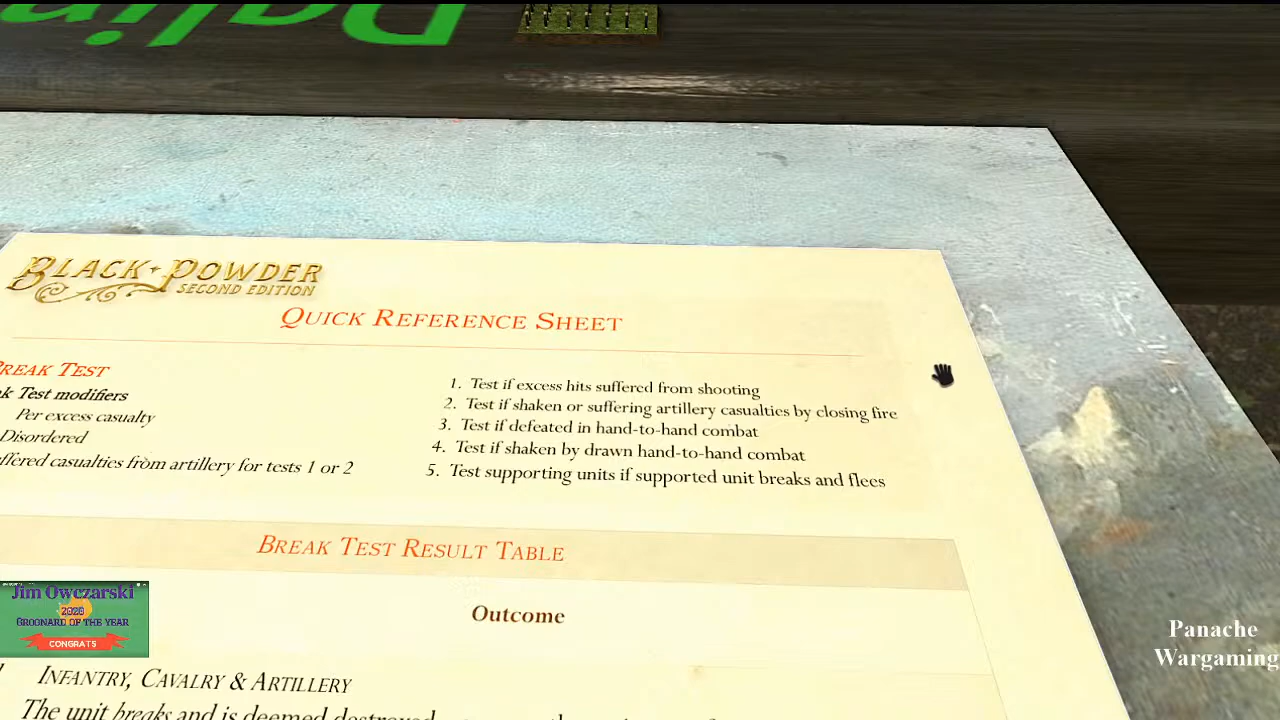 BLACK POWDER
SECOND EDITION
QUICK REFERENCE SHEET
BREAK TEST
Test modifiers
Per excess casualty
Disordered
casualties from artillery for tests 1 or 2
1. Test if excess hits suffered from shooting
2. Test if shaken or suffering artillery casualties by closing fire
3. Test if defeated in hand-to-hand combat
4. Test if shaken by drawn hand-to-hand combat
5. Test supporting units if supported unit breaks and flees
BREAK TEST RESULT TABLE
Outcome
INFANTRY, CAVALRY & ARTILLERY
The unit breaks and is deemed destroyed
Jim Owczarski
2020
GROGNARD OF THE YEAR
CONGRATS
Panache
Wargaming